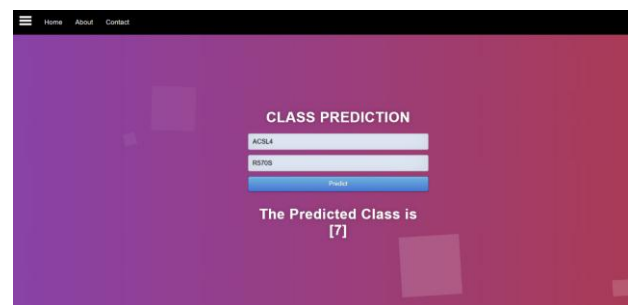 Home About Contact
CLASS PREDICTION
ACSL4
R570S
Predict
The Predicted Class is
[7]